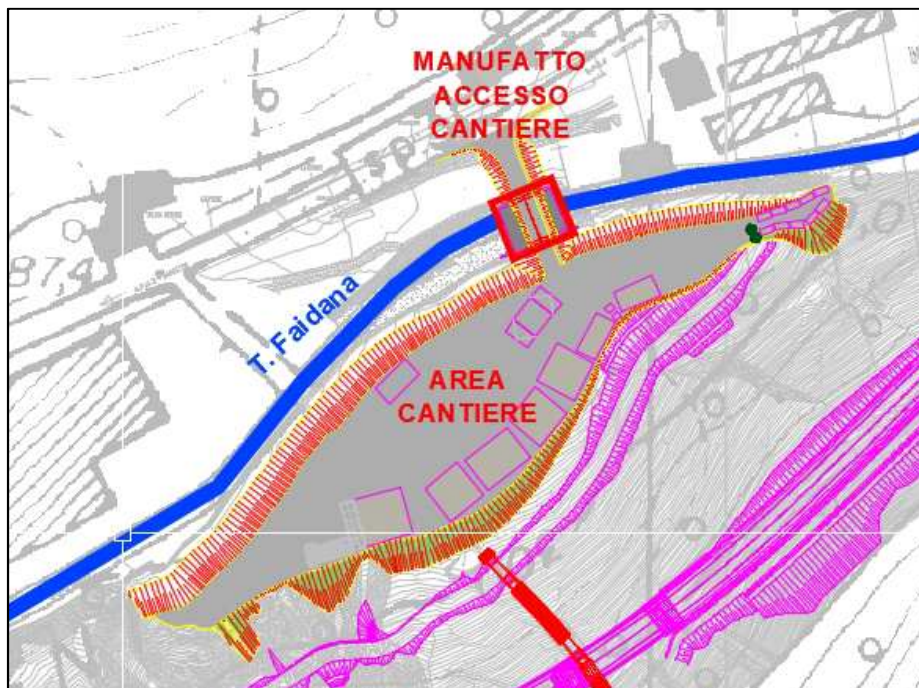 MANUFATTO
ACCESSO
CANTIERE
T. Faidana
AREA
CANTIERE